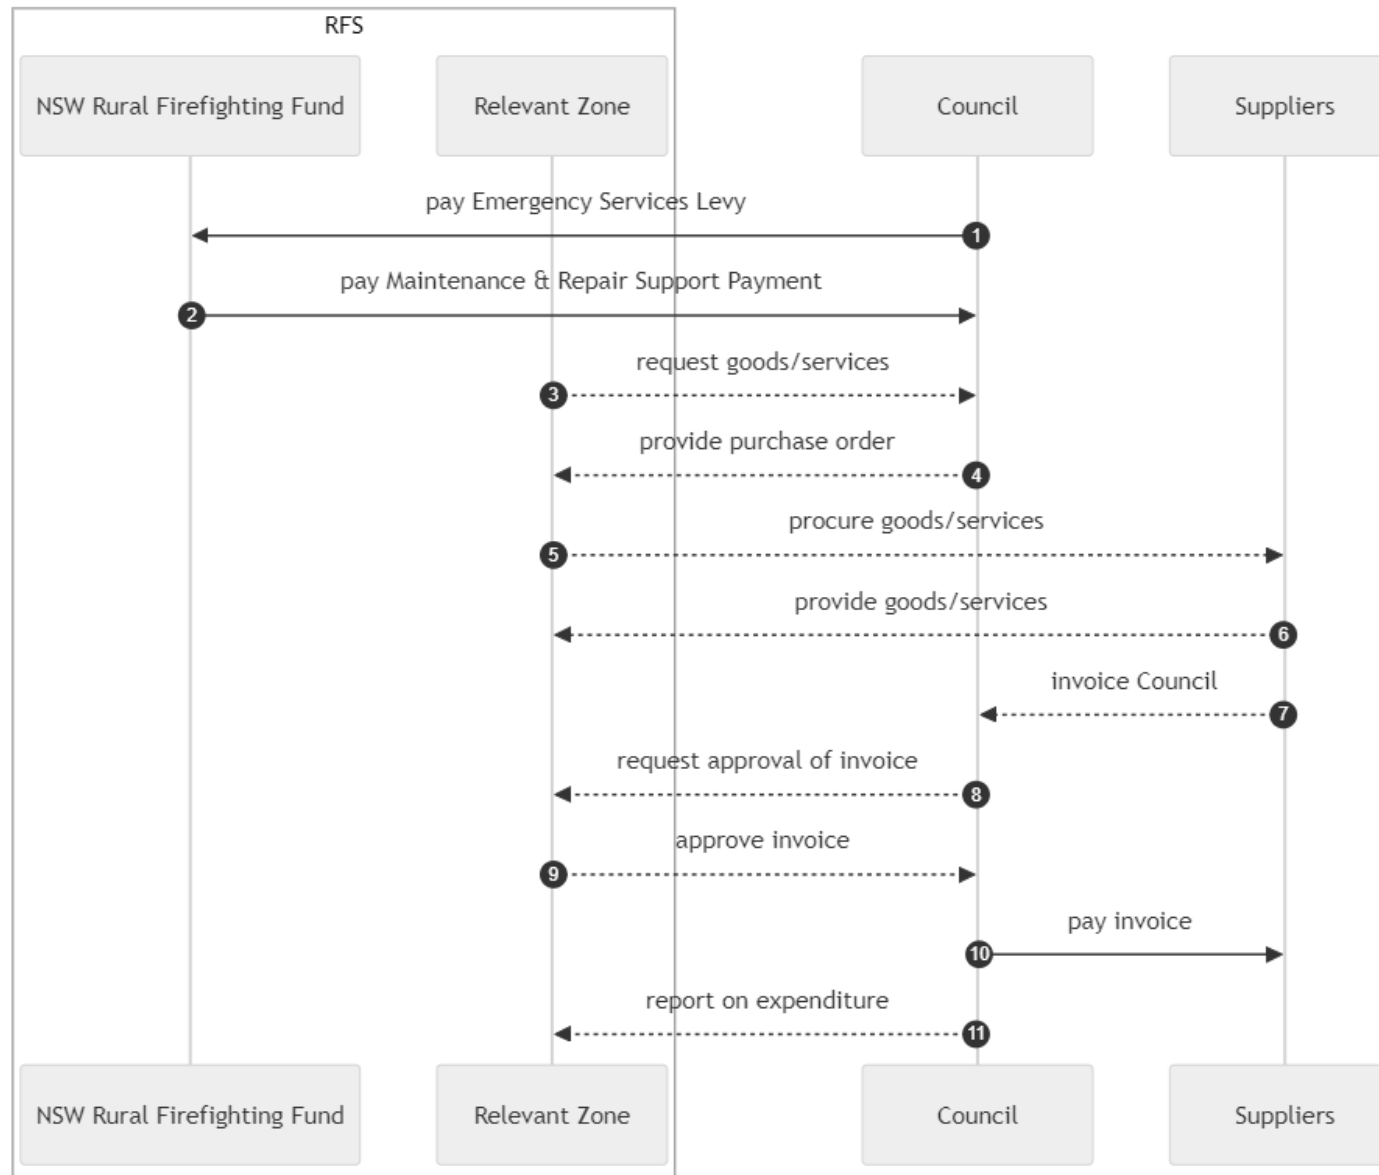 RFS
NSW Rural Firefighting Fund
Relevant Zone
Council
Suppliers
pay Emergency Services Levy
1
pay Maintenance & Repair Support Payment
2
request goods/services
3
provide purchase order
4
procure goods/services
5
provide goods/services
6
invoice Council
7
request approval of invoice
8
approve invoice
9
pay invoice
10
report on expenditure
11
NSW Rural Firefighting Fund
Relevant Zone
Council
Suppliers